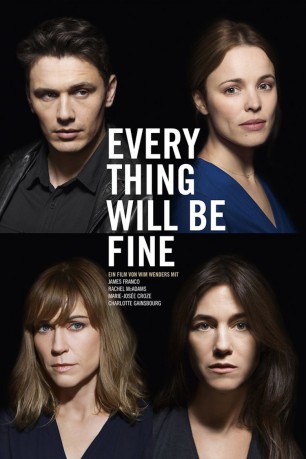 EVERY
THING
WILL BE
FINE
EIN FILM VON WIM WENDERS MIT
JAMES FRANCO
RACHEL McADAMS
MARIE-JOSÉE CROZE
CHARLOTTE GAINSBOURG